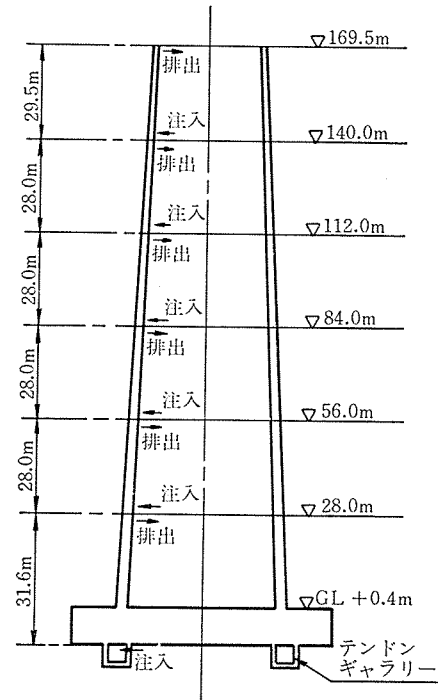 ▽169.5m
排出
29.5m
注入
▽140.0m
排出
28.0m
注入
▽112.0m
排出
28.0m
注入
▽84.0m
排出
28.0m
注入
▽56.0m
排出
28.0m
注入
▽28.0m
排出
31.6m
▽GL +0.4m
注入
テンドン
ギャラリー